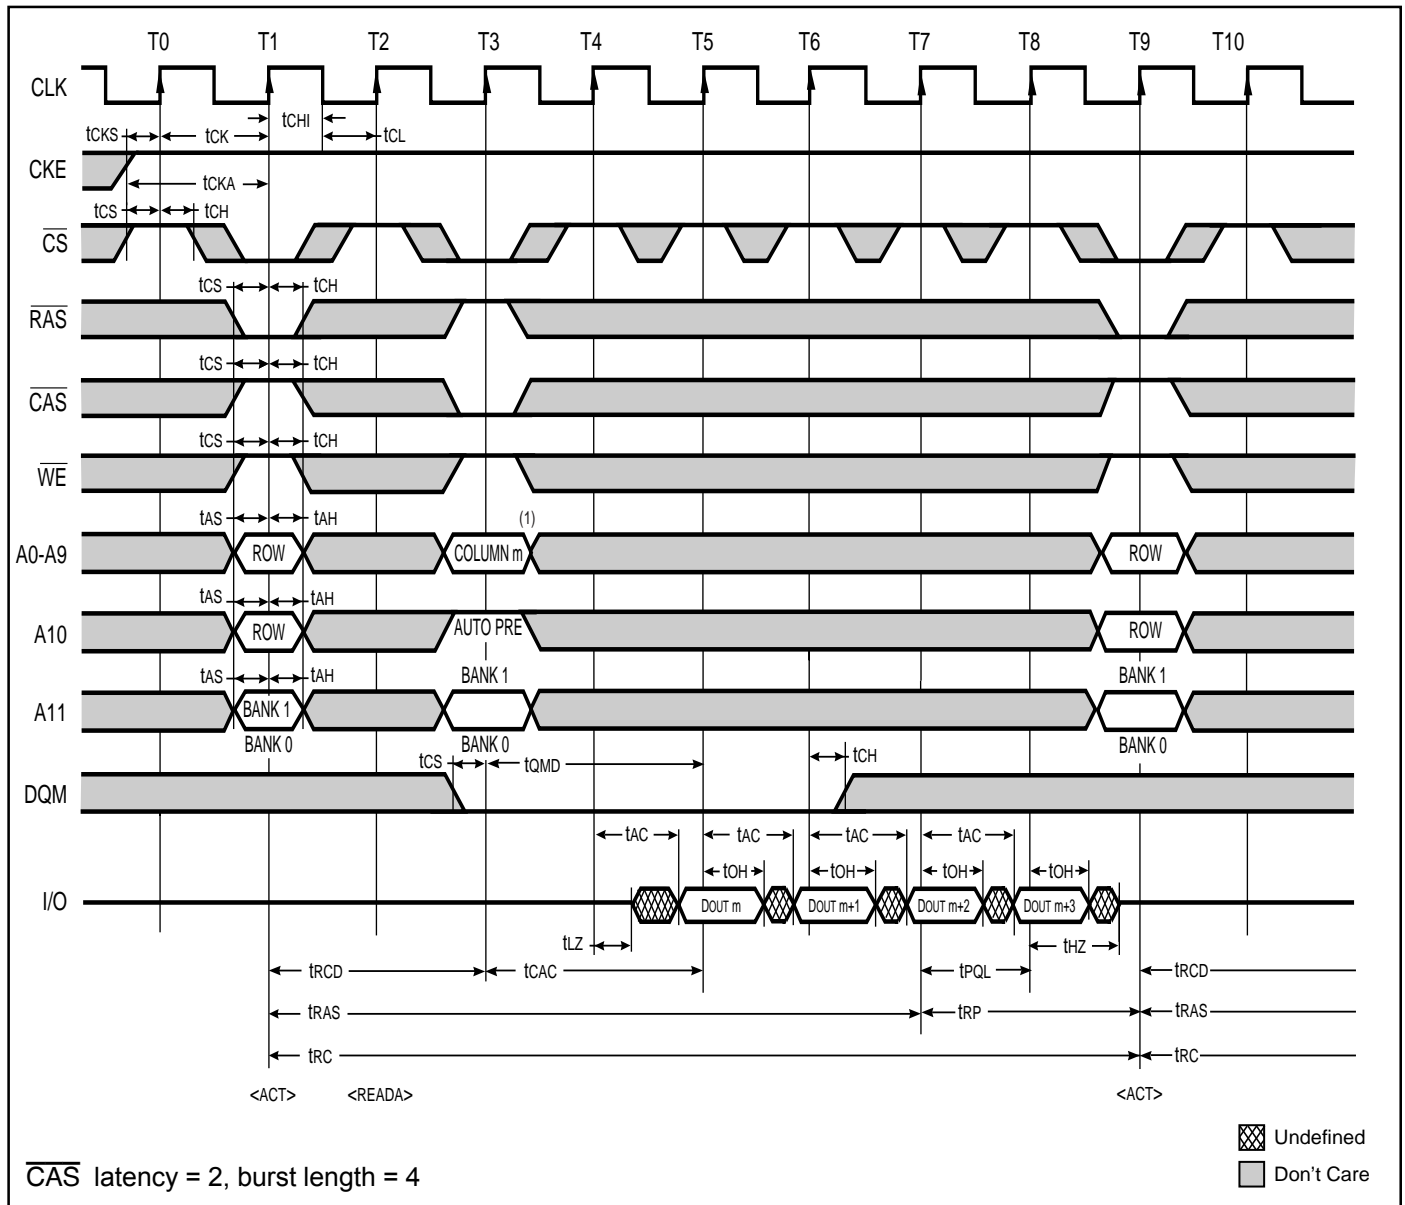 T0 T1 T2 T3 T4 T5 T6 T7 T8 T9 T10
CLK
tCHI
tCKS tCK tCL
CKE
tCKA
tCS tCH
CS
tCS tCH
RAS
tCS tCH
CAS
tCS tCH
WE
tAS tAH (1)
A0-A9 ROW COLUMN m ROW
tAS tAH
A10 ROW AUTO PRE ROW
tAS tAH BANK 1 BANK 1
A11 BANK 1
BANK 0 BANK 0 BANK 0
tCS tQMD tCH
DQM
tAC tAC tAC tAC
tOH tOH tOH tOH
I/O DOUT m DOUT m+1 DOUT m+2 DOUT m+3
tLZ tHZ
tRCD tCAC tPQL tRCD
tRAS tRP tRAS
tRC tRC
<ACT> <READA> <ACT>
Undefined
Don't Care
CAS latency = 2, burst length = 4